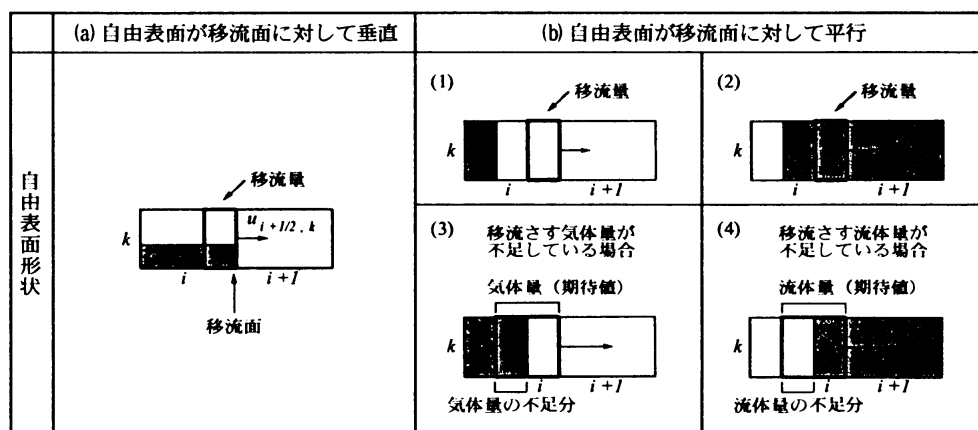 (a) 自由表面が移流面に対して垂直
(b) 自由表面が移流面に対して平行
自由表面形状
移流量
k
u i+1/2, k
i
i+1
移流面
(1)
移流量
k
i
i+1
(2)
移流量
k
i
i+1
(3)
移流さす気体量が
不足している場合
気体量（期待値）
k
i
i+1
気体量の不足分
(4)
移流さす流体量が
不足している場合
流体量（期待値）
k
i
i+1
流体量の不足分